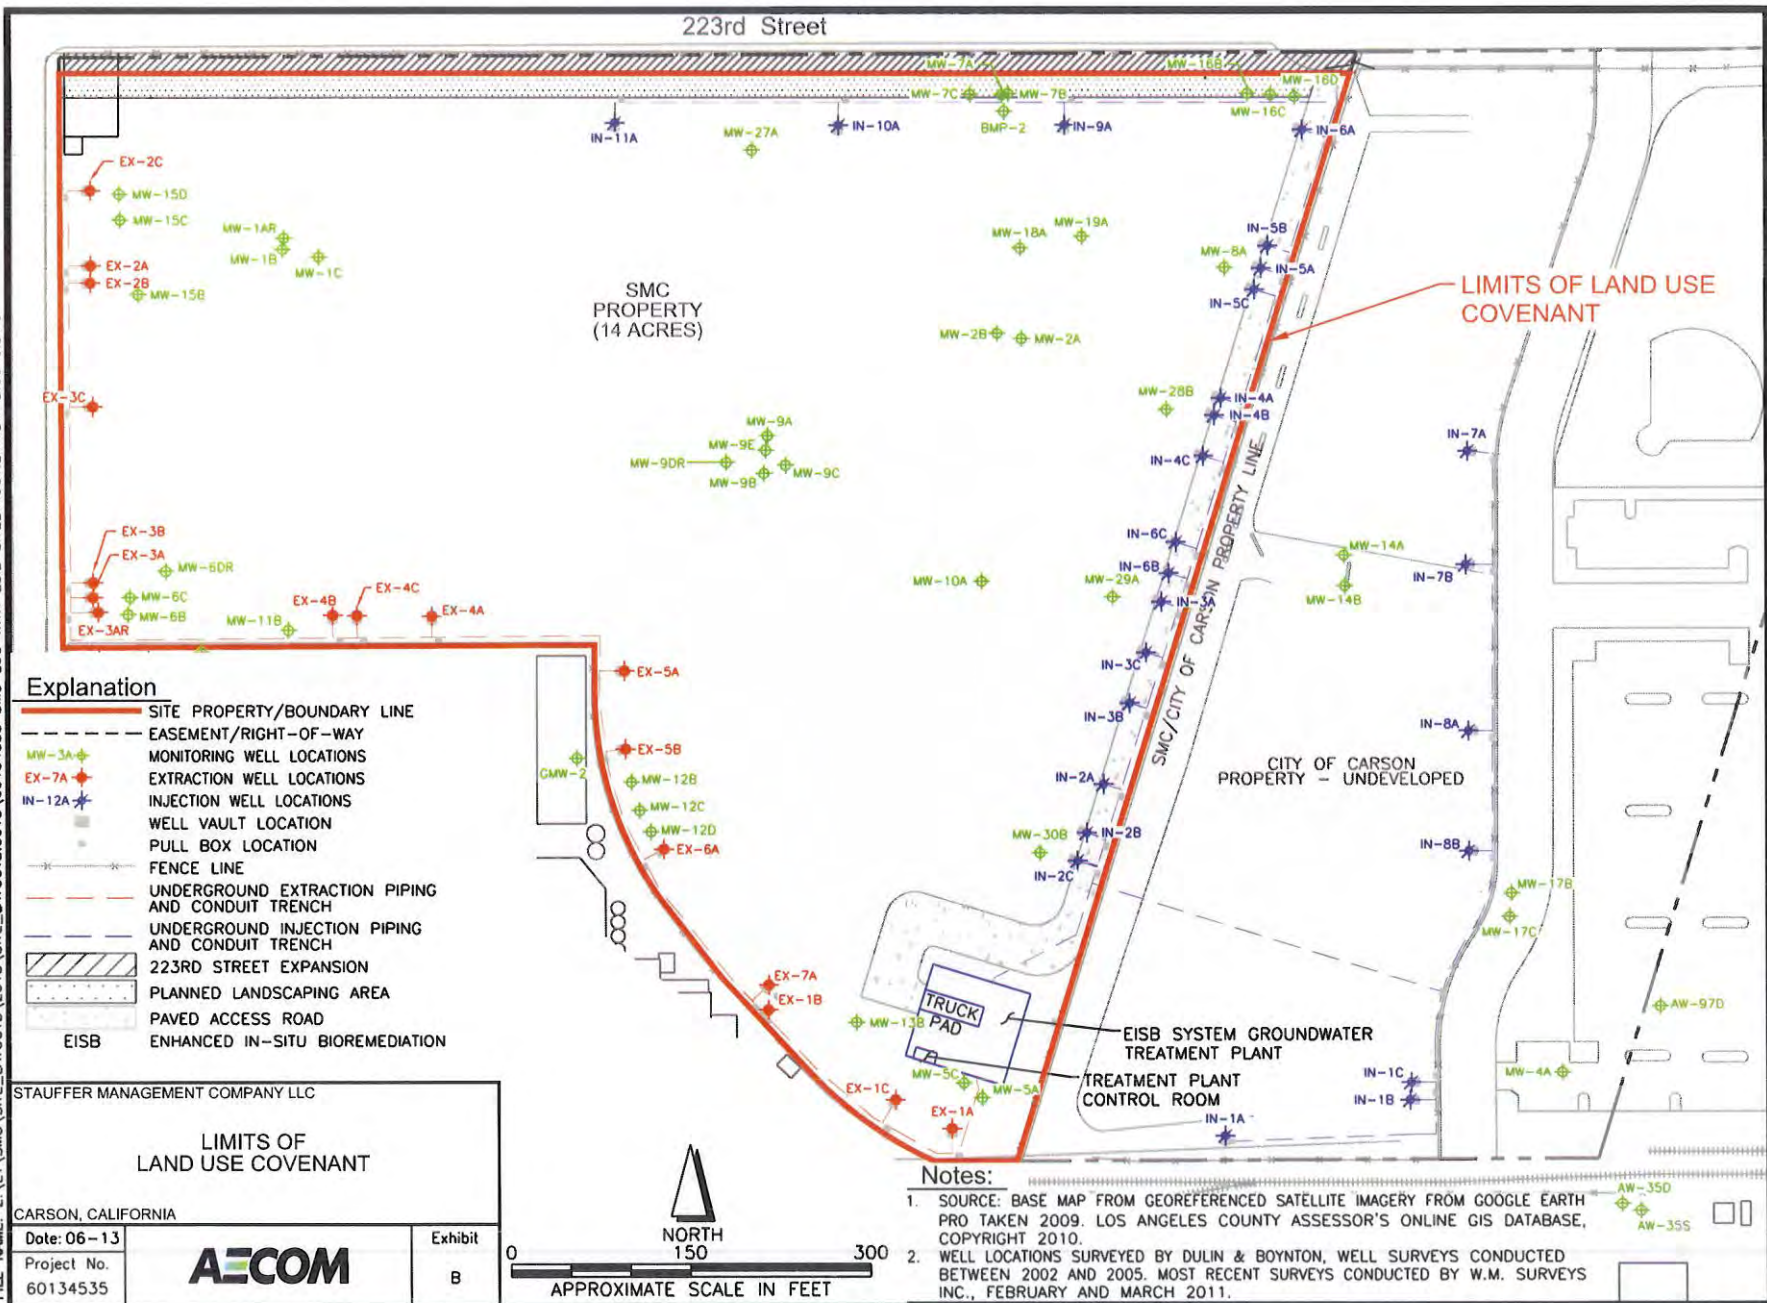 223rd Street
MW-7A
MW-16B
MW-16D
MW-7C
MW-7B
MW-16C
BMP-2
IN-11A
IN-10A
IN-9A
IN-6A
MW-27A
EX-2C
MW-15D
MW-15C
MW-1AR
MW-1B
MW-1C
EX-2A
EX-2B
MW-15B
MW-18A
MW-19A
IN-5B
MW-8A
IN-5A
IN-5C
SMC
PROPERTY
(14 ACRES)
LIMITS OF LAND USE
COVENANT
MW-2B
MW-2A
EX-3C
MW-28B
IN-4A
IN-4B
IN-4C
MW-9A
MW-9E
MW-9DR
MW-9B
MW-9C
IN-7A
SMC/CITY OF CARSON PROPERTY LINE
EX-3B
EX-3A
MW-6DR
MW-6C
MW-6B
EX-3AR
MW-11B
EX-4B
EX-4C
EX-4A
IN-6C
IN-6B
MW-10A
MW-29A
IN-3A
MW-14A
MW-14B
IN-7B
IN-3C
IN-3B
EX-5A
EX-5B
GMW-2
MW-12B
MW-12C
MW-12D
EX-6A
IN-8A
CITY OF CARSON
PROPERTY - UNDEVELOPED
IN-2A
IN-2B
MW-30B
IN-2C
IN-8B
MW-17B
MW-17C
EX-7A
EX-1B
MW-13B
TRUCK
PAD
EISB SYSTEM GROUNDWATER
TREATMENT PLANT
TREATMENT PLANT
CONTROL ROOM
MW-5C
MW-5A
EX-1C
EX-1A
IN-1A
IN-1C
IN-1B
AW-97D
MW-4A
AW-35D
AW-35S
Explanation
SITE PROPERTY/BOUNDARY LINE
EASEMENT/RIGHT-OF-WAY
MW-3A MONITORING WELL LOCATIONS
EX-7A EXTRACTION WELL LOCATIONS
IN-12A INJECTION WELL LOCATIONS
WELL VAULT LOCATION
PULL BOX LOCATION
FENCE LINE
UNDERGROUND EXTRACTION PIPING
AND CONDUIT TRENCH
UNDERGROUND INJECTION PIPING
AND CONDUIT TRENCH
223RD STREET EXPANSION
PLANNED LANDSCAPING AREA
PAVED ACCESS ROAD
EISB ENHANCED IN-SITU BIOREMEDIATION
STAUFFER MANAGEMENT COMPANY LLC
LIMITS OF
LAND USE COVENANT
CARSON, CALIFORNIA
Date: 06-13
Project No.
60134535
AECOM
Exhibit
B
NORTH
0 150 300
APPROXIMATE SCALE IN FEET
Notes:
1. SOURCE: BASE MAP FROM GEOREFERENCED SATELLITE IMAGERY FROM GOOGLE EARTH
PRO TAKEN 2009. LOS ANGELES COUNTY ASSESSOR'S ONLINE GIS DATABASE,
COPYRIGHT 2010.
2. WELL LOCATIONS SURVEYED BY DULIN & BOYNTON, WELL SURVEYS CONDUCTED
BETWEEN 2002 AND 2005. MOST RECENT SURVEYS CONDUCTED BY W.M. SURVEYS
INC., FEBRUARY AND MARCH 2011.